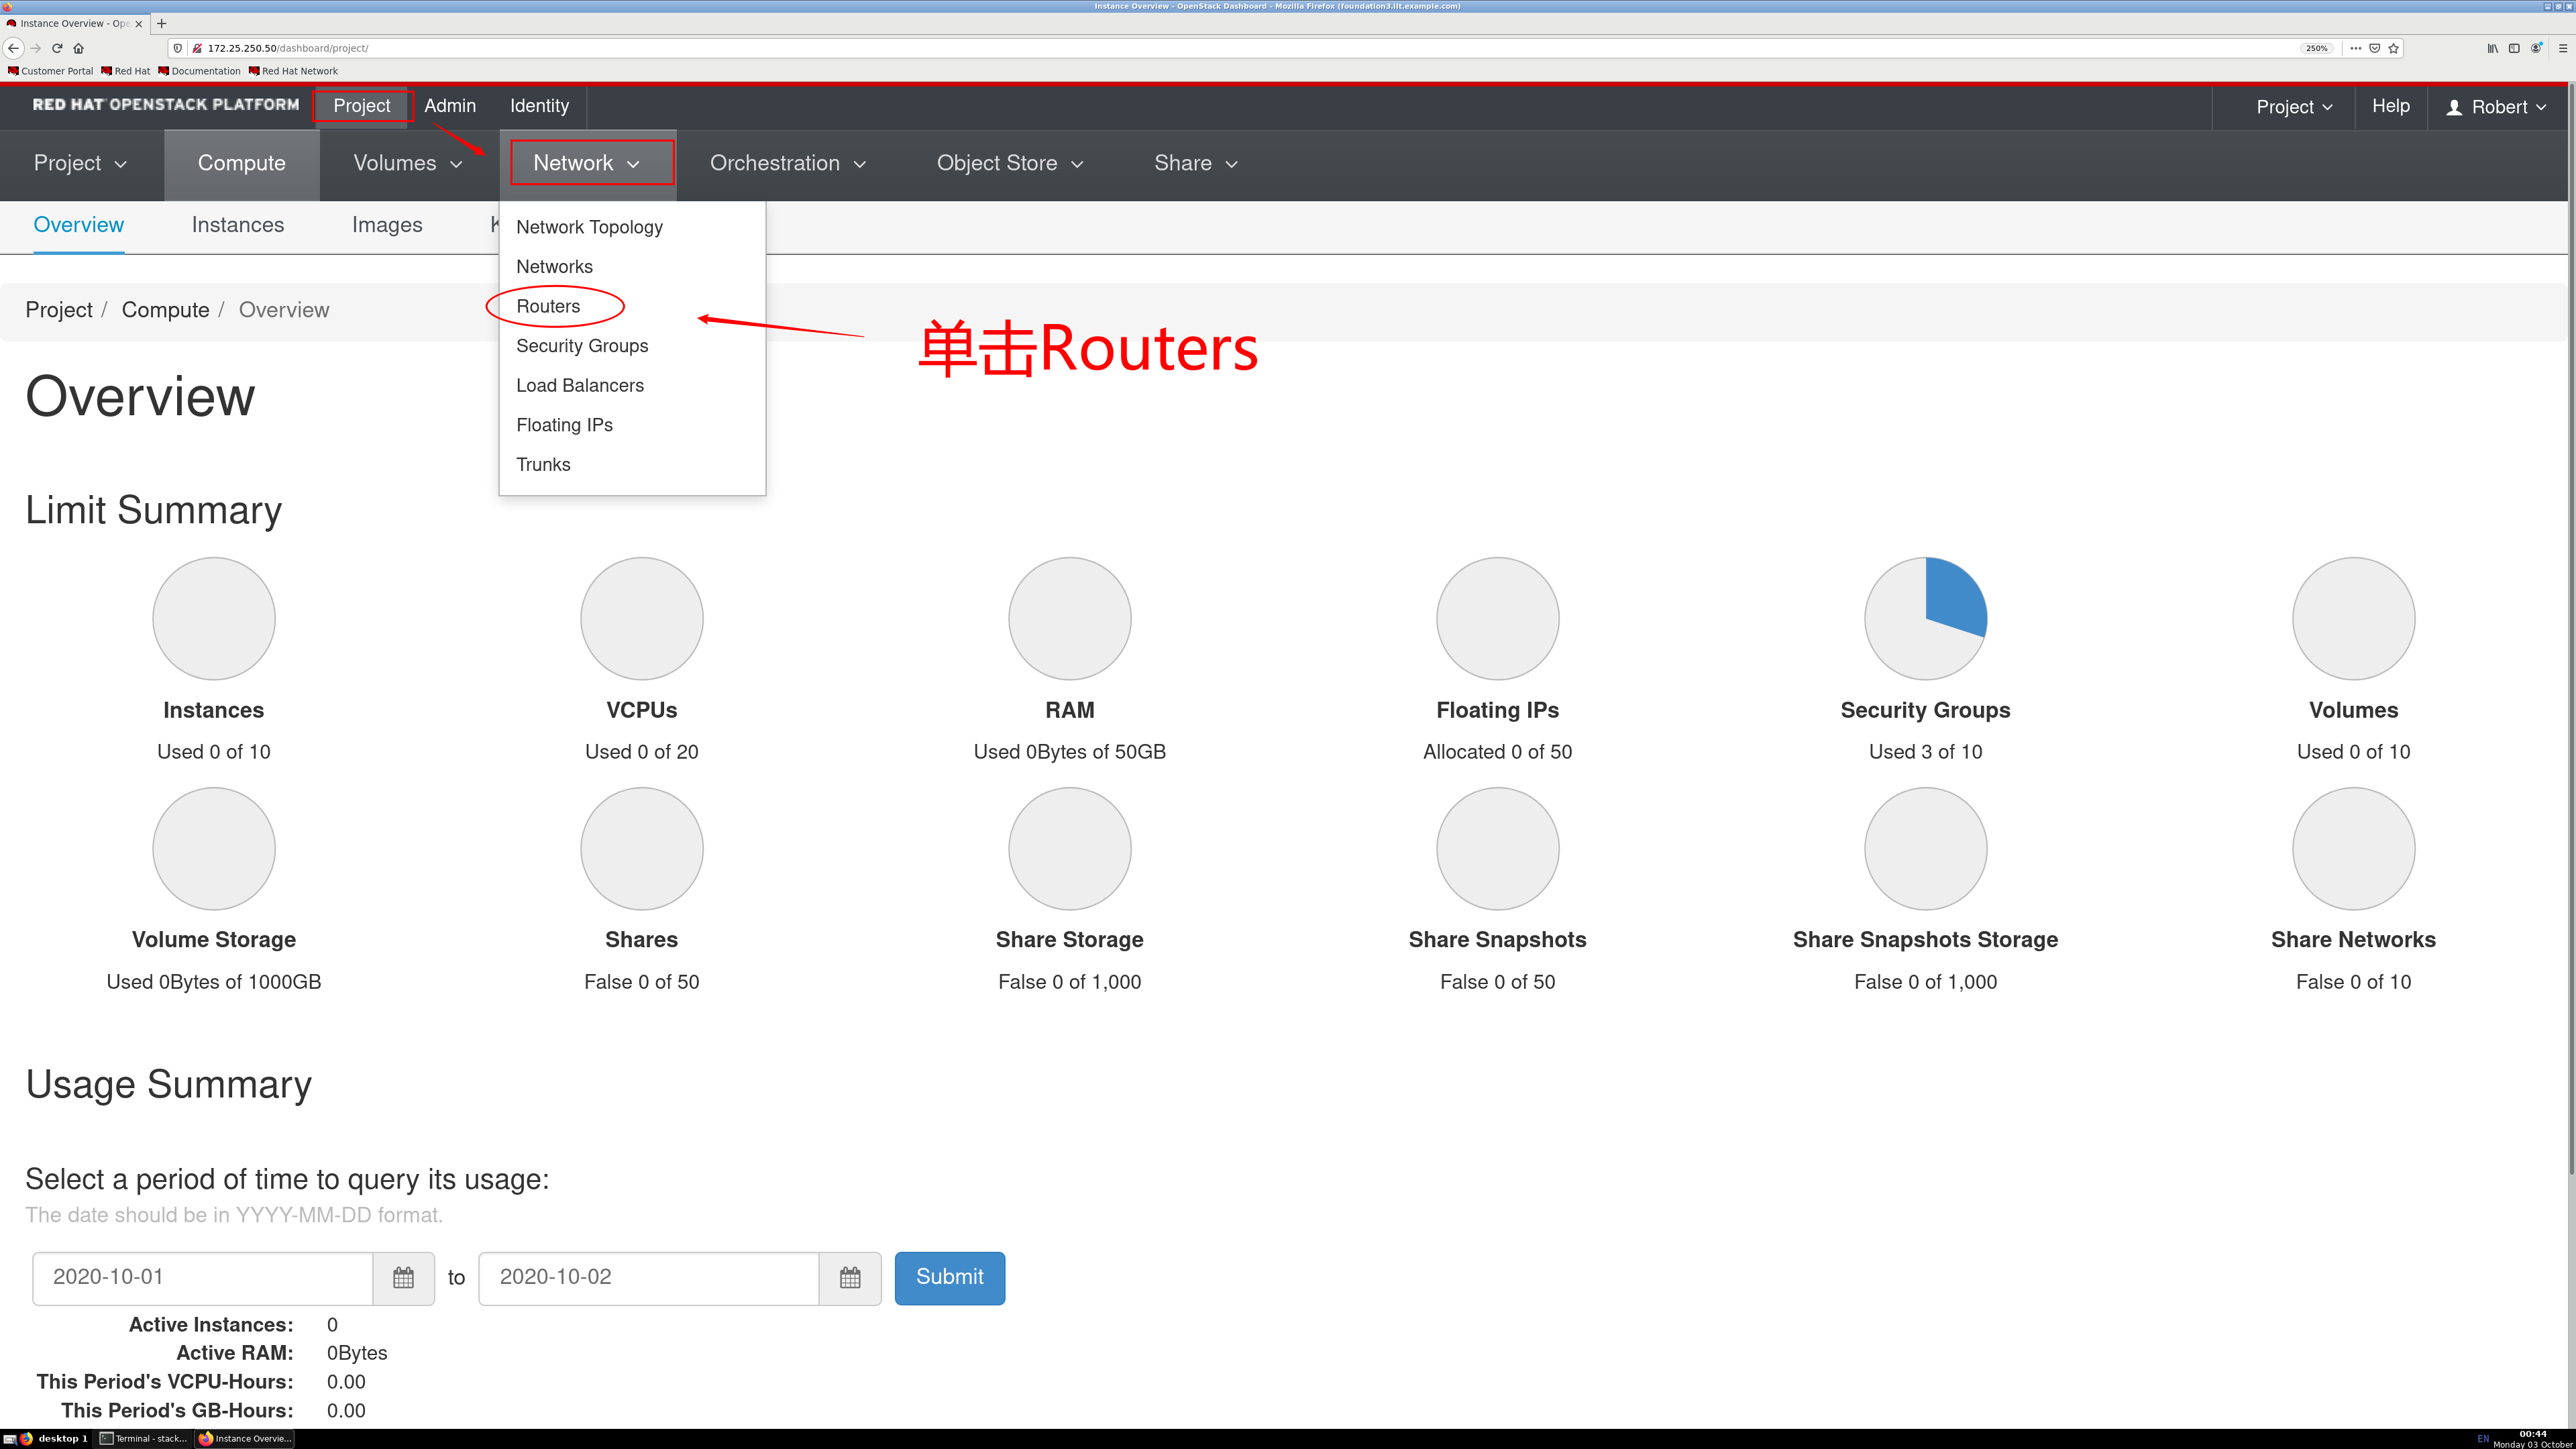 Instance Overview - OpenStack Dashboard - Mozilla Firefox (foundation3.ilt.example.com)
Instance Overview - Ope
172.25.250.50/dashboard/project/
250%
Customer Portal Red Hat Documentation Red Hat Network
RED HAT OPENSTACK PLATFORM Project Admin Identity Project Help Robert
Project Compute Volumes Network Orchestration Object Store Share
Overview Instances Images K
Network Topology
Networks
Routers
Security Groups
Load Balancers
Floating IPs
Trunks
Project / Compute / Overview
单击Routers
Overview
Limit Summary
Instances VCPUs RAM Floating IPs Security Groups Volumes
Used 0 of 10 Used 0 of 20 Used 0Bytes of 50GB Allocated 0 of 50 Used 3 of 10 Used 0 of 10
Volume Storage Shares Share Storage Share Snapshots Share Snapshots Storage Share Networks
Used 0Bytes of 1000GB False 0 of 50 False 0 of 1,000 False 0 of 50 False 0 of 1,000 False 0 of 10
Usage Summary
Select a period of time to query its usage:
The date should be in YYYY-MM-DD format.
2020-10-01 to 2020-10-02 Submit
Active Instances: 0
Active RAM: 0Bytes
This Period's VCPU-Hours: 0.00
This Period's GB-Hours: 0.00
desktop 1 Terminal - stack... Instance Overvie... EN 00:44
Monday 03 October